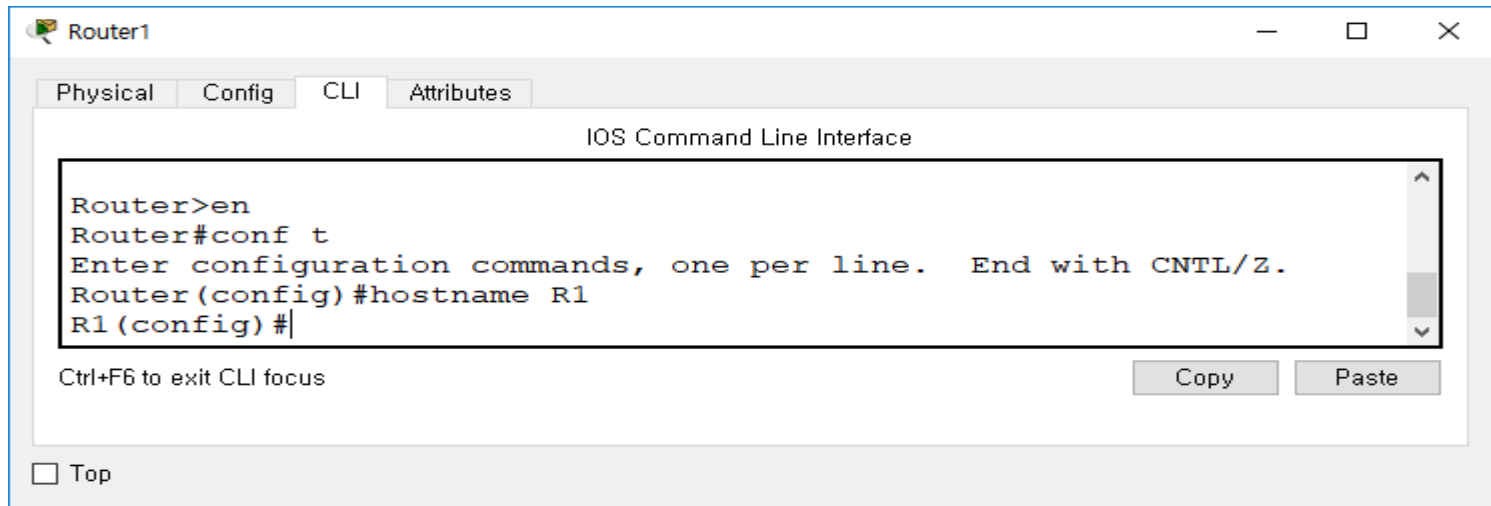 Router1
Physical Config CLI Attributes
IOS Command Line Interface
Router>en
Router#conf t
Enter configuration commands, one per line.  End with CNTL/Z.
Router(config)#hostname R1
R1(config)#
Ctrl+F6 to exit CLI focus
Copy Paste
Top